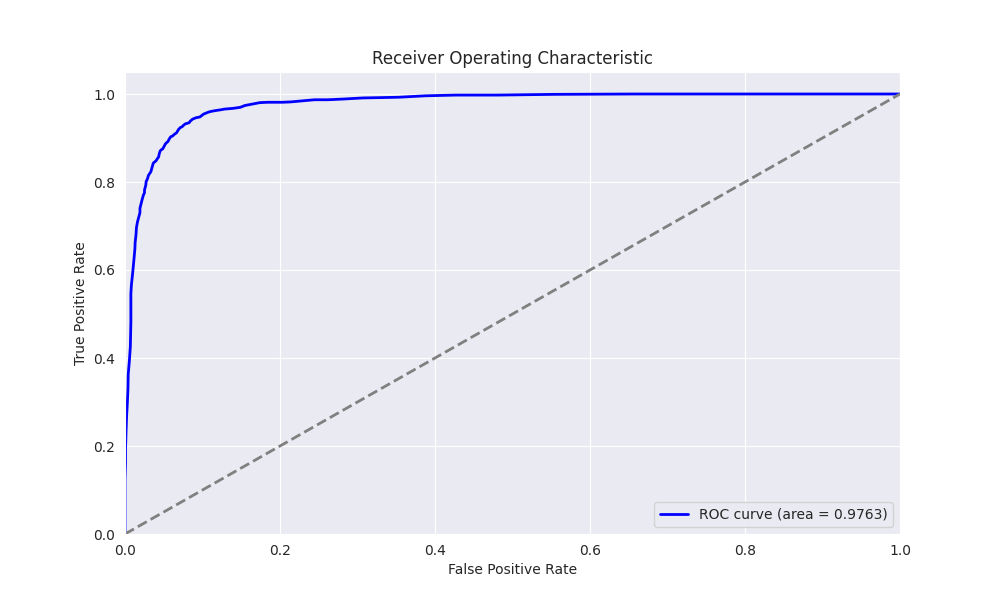 Receiver Operating Characteristic
True Positive Rate
1.0
0.8
0.6
0.4
0.2
0.0
0.0 0.2 0.4 0.6 0.8 1.0
False Positive Rate
ROC curve (area = 0.9763)